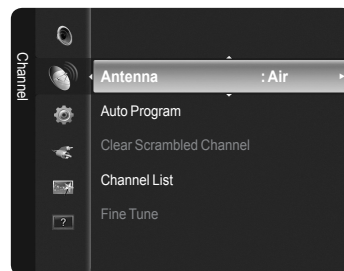 Channel
Antenna : Air
Auto Program
Clear Scrambled Channel
Channel List
Fine Tune
?